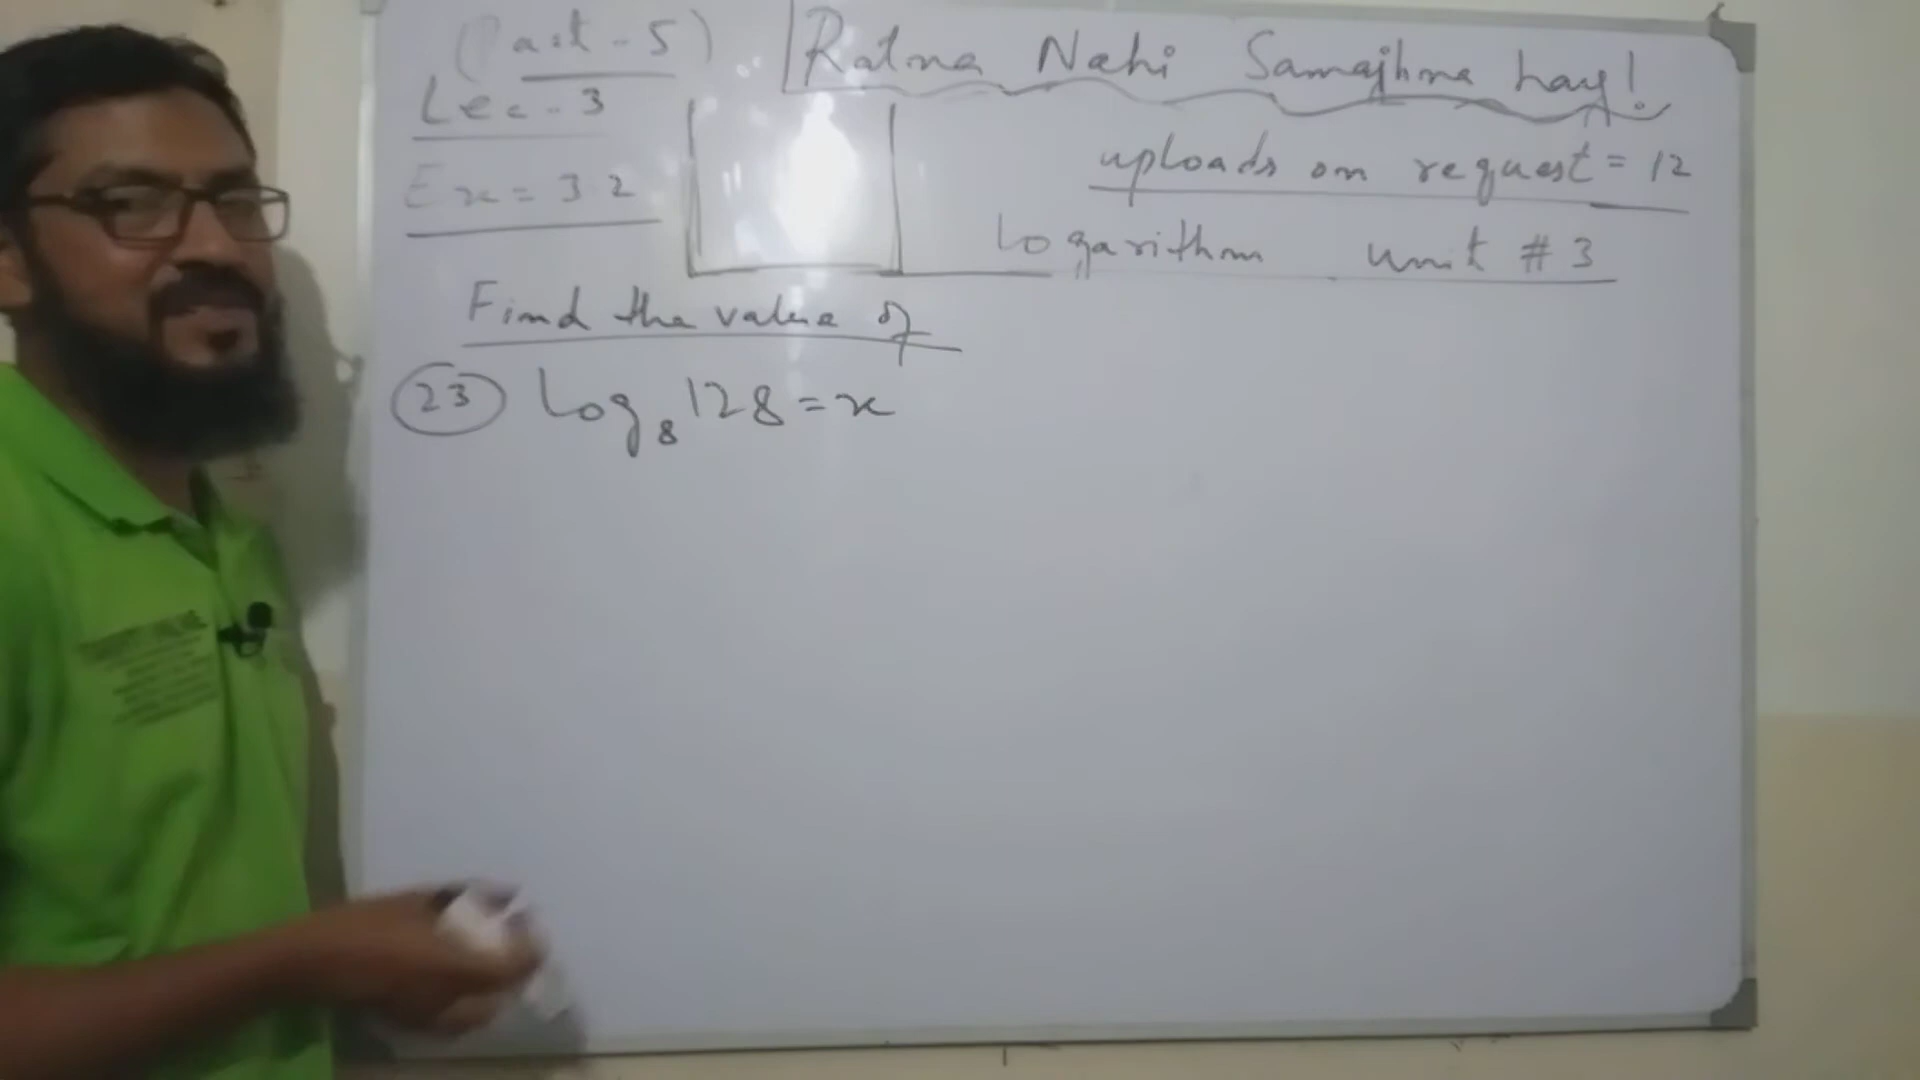 (Part - 5)
Ratna Nahi Samajhna hay!
Lec - 3
Ex = 3.2
uploads on request = 12
Logarithm unit # 3
Find the value of
23 Log₈ 128 = x